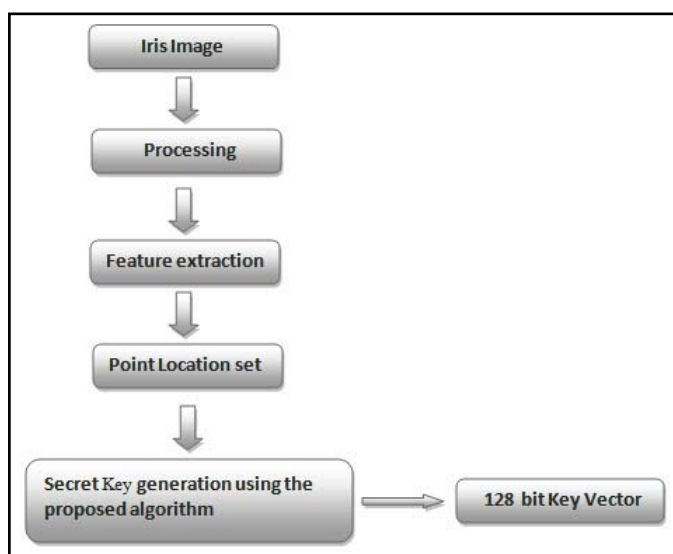 Iris Image
Processing
Feature extraction
Point Location set
Secret Key generation using the
proposed algorithm
128 bit Key Vector